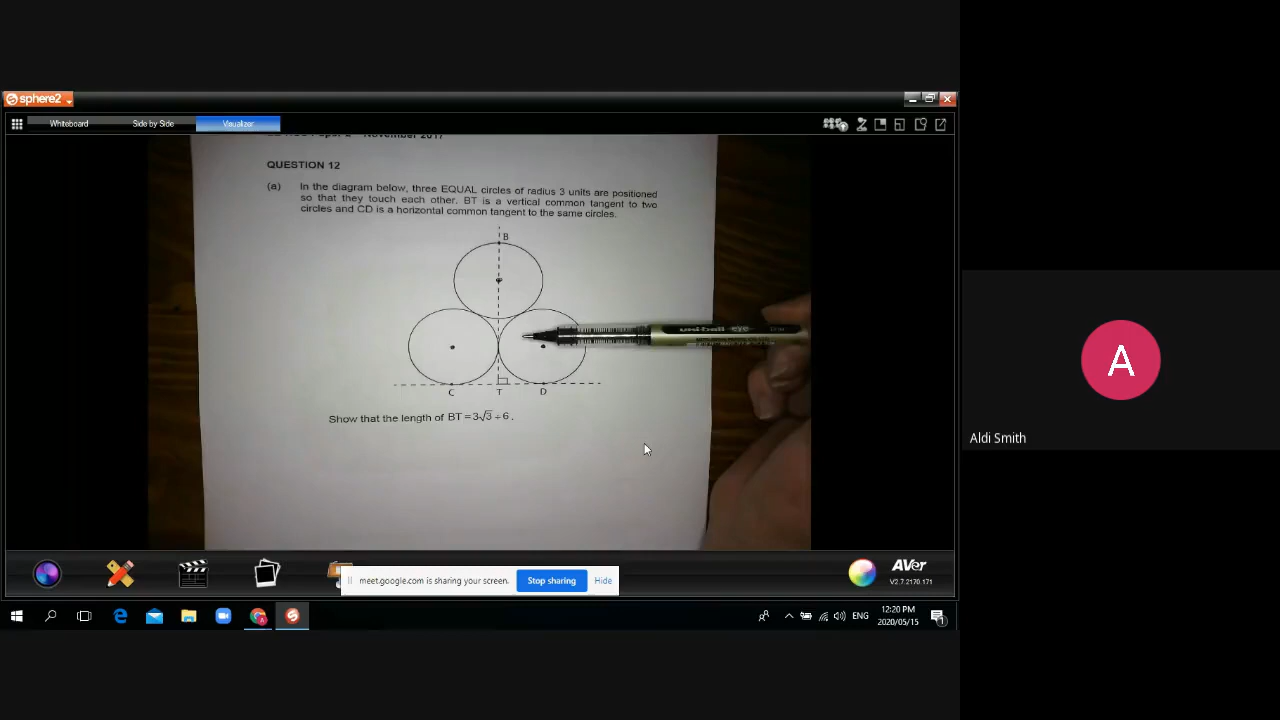 sphere2
Whiteboard
Side by Side
Visualizer
November 2017
QUESTION 12
(a) In the diagram below, three EQUAL circles of radius 3 units are positioned
so that they touch each other. BT is a vertical common tangent to two
circles and CD is a horizontal common tangent to the same circles.
B
C T D
Show that the length of BT = 3√3 + 6 .
uni-ball eye
A
Aldi Smith
meet.google.com is sharing your screen.
Stop sharing
Hide
AVer
V2.7.2170.171
ENG
12:20 PM
2020/05/15
1